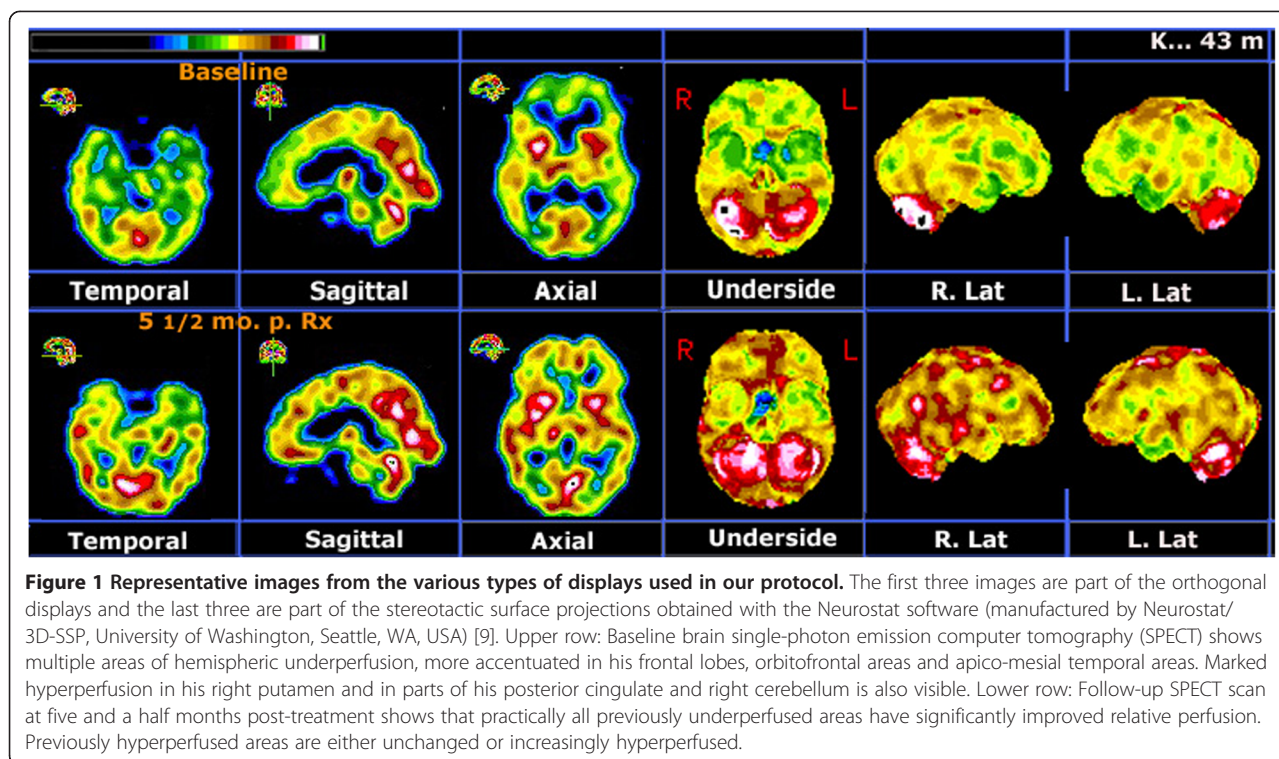 K... 43 m
Baseline
R L
Temporal Sagittal Axial Underside R. Lat L. Lat
5 1/2 mo. p. Rx
R L
Temporal Sagittal Axial Underside R. Lat L. Lat
Figure 1 Representative images from the various types of displays used in our protocol. The first three images are part of the orthogonal
displays and the last three are part of the stereotactic surface projections obtained with the Neurostat software (manufactured by Neurostat/
3D-SSP, University of Washington, Seattle, WA, USA) [9]. Upper row: Baseline brain single-photon emission computer tomography (SPECT) shows
multiple areas of hemispheric underperfusion, more accentuated in his frontal lobes, orbitofrontal areas and apico-mesial temporal areas. Marked
hyperperfusion in his right putamen and in parts of his posterior cingulate and right cerebellum is also visible. Lower row: Follow-up SPECT scan
at five and a half months post-treatment shows that practically all previously underperfused areas have significantly improved relative perfusion.
Previously hyperperfused areas are either unchanged or increasingly hyperperfused.